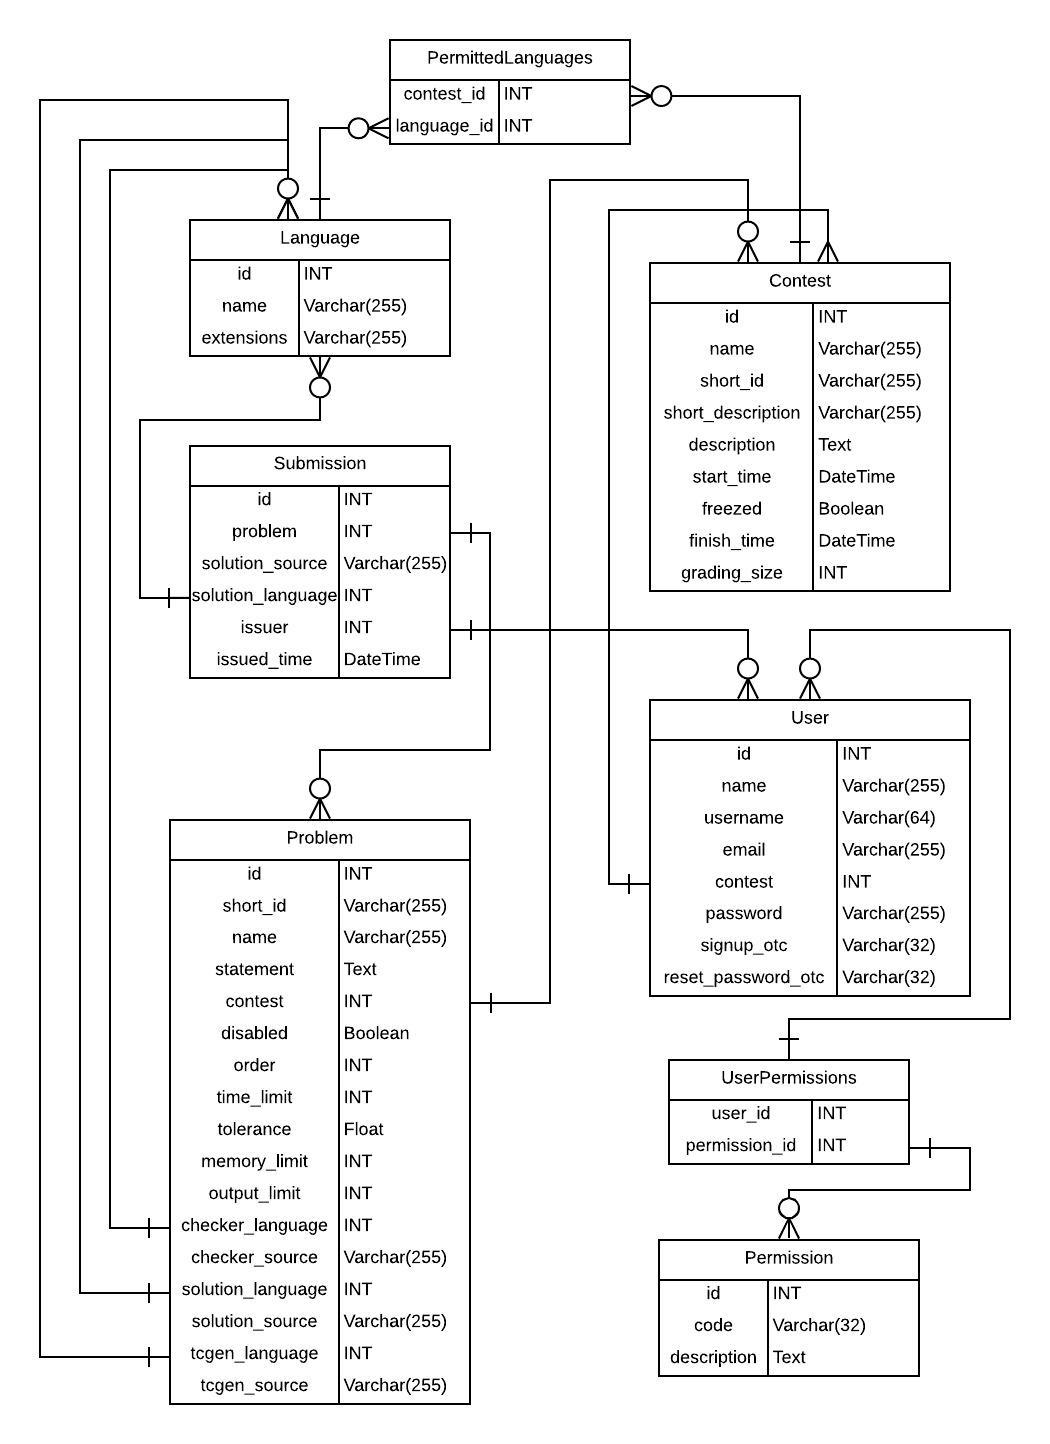 PermittedLanguages
contest_id INT
language_id INT
Language
id INT
name Varchar(255)
extensions Varchar(255)
Contest
id INT
name Varchar(255)
short_id Varchar(255)
short_description Varchar(255)
description Text
start_time DateTime
freezed Boolean
finish_time DateTime
grading_size INT
Submission
id INT
problem INT
solution_source Varchar(255)
solution_language INT
issuer INT
issued_time DateTime
User
id INT
name Varchar(255)
username Varchar(64)
email Varchar(255)
contest INT
password Varchar(255)
signup_otc Varchar(32)
reset_password_otc Varchar(32)
Problem
id INT
short_id Varchar(255)
name Varchar(255)
statement Text
contest INT
disabled Boolean
order INT
time_limit INT
tolerance Float
memory_limit INT
output_limit INT
checker_language INT
checker_source Varchar(255)
solution_language INT
solution_source Varchar(255)
tcgen_language INT
tcgen_source Varchar(255)
UserPermissions
user_id INT
permission_id INT
Permission
id INT
code Varchar(32)
description Text